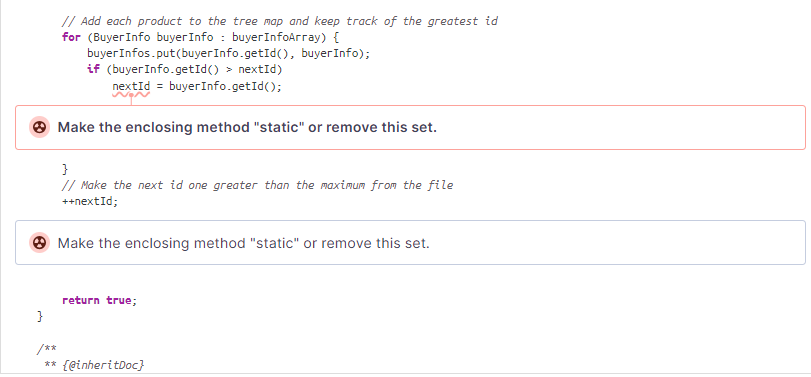 // Add each product to the tree map and keep track of the greatest id
for (BuyerInfo buyerInfo : buyerInfoArray) {
buyerInfos.put(buyerInfo.getId(), buyerInfo);
if (buyerInfo.getId() > nextId)
nextId = buyerInfo.getId();
Make the enclosing method "static" or remove this set.
}
// Make the next id one greater than the maximum from the file
++nextId;
Make the enclosing method "static" or remove this set.
return true;
}
/**
** {@inheritDoc}